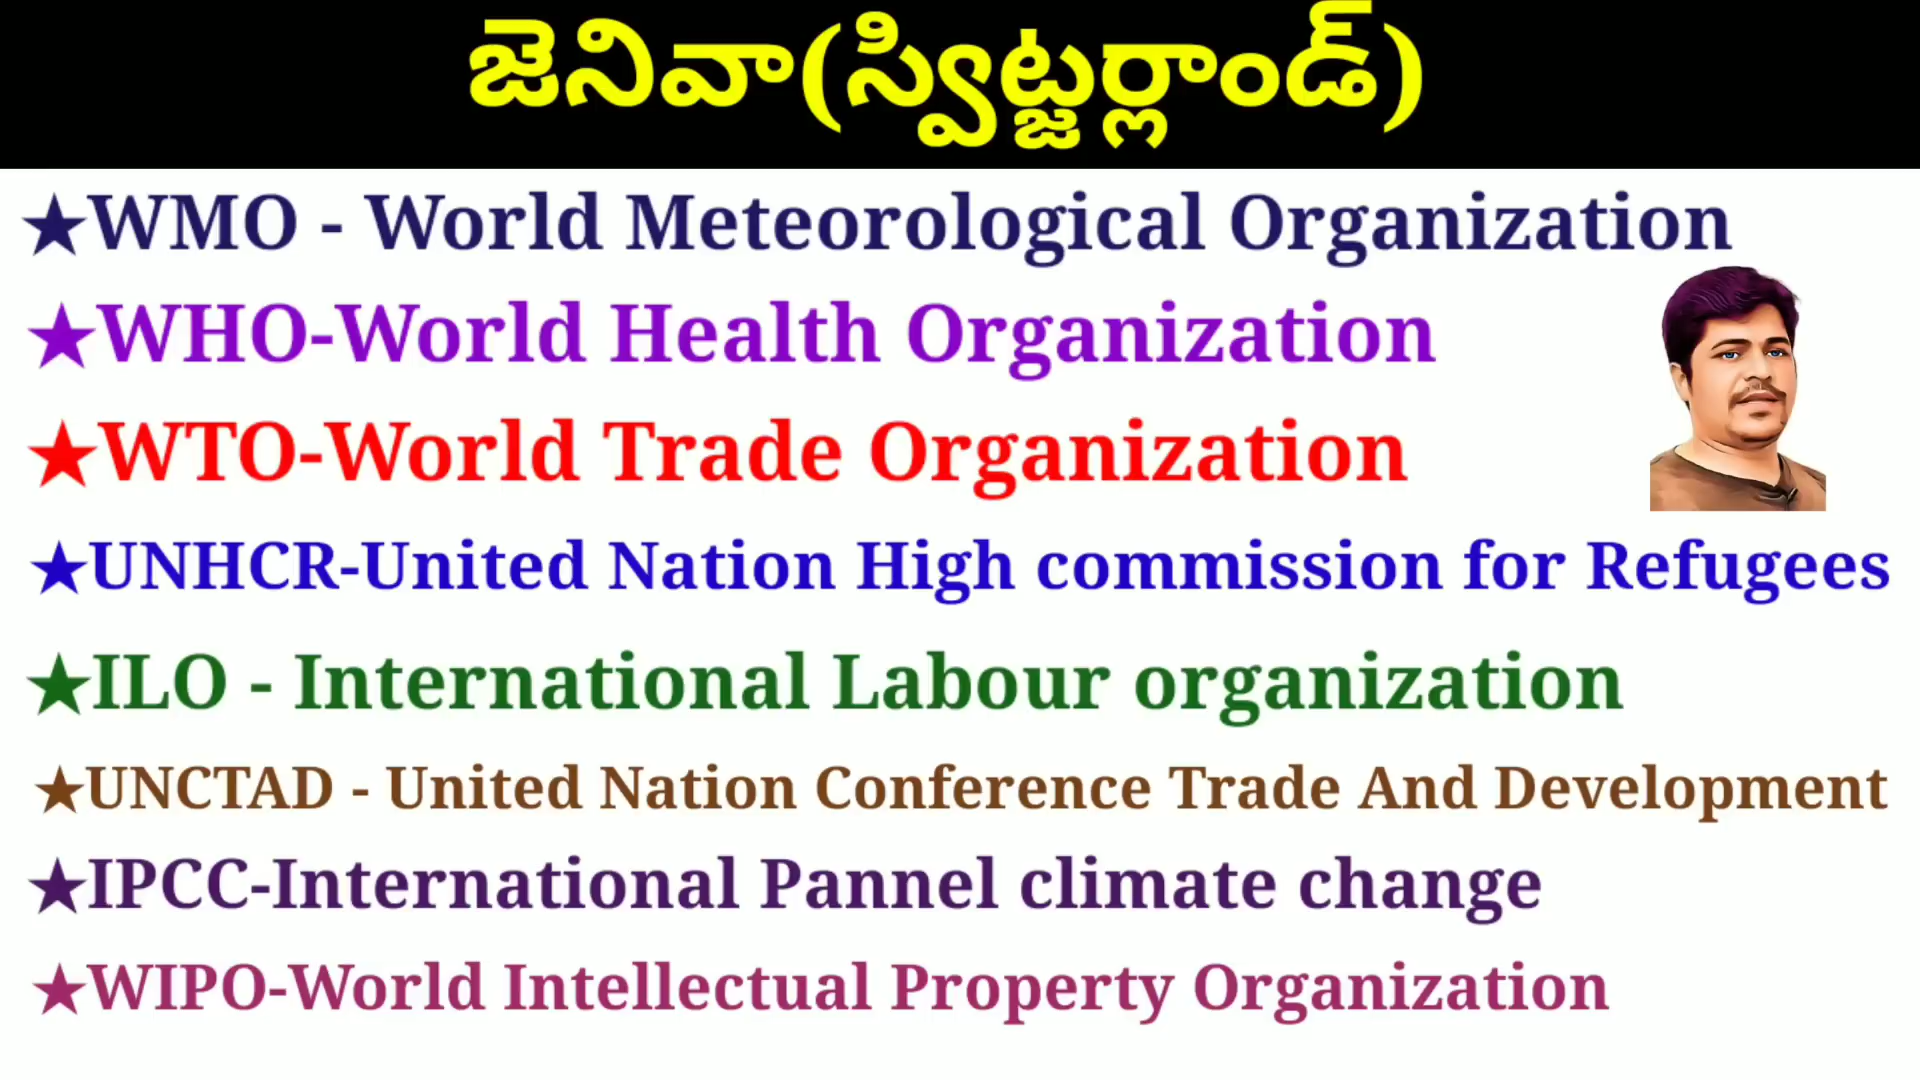 జెనివా(స్విట్జర్లాండ్)
★WMO - World Meteorological Organization
★WHO-World Health Organization
★WTO-World Trade Organization
★UNHCR-United Nation High commission for Refugees
★ILO - International Labour organization
★UNCTAD - United Nation Conference Trade And Development
★IPCC-International Pannel climate change
★WIPO-World Intellectual Property Organization